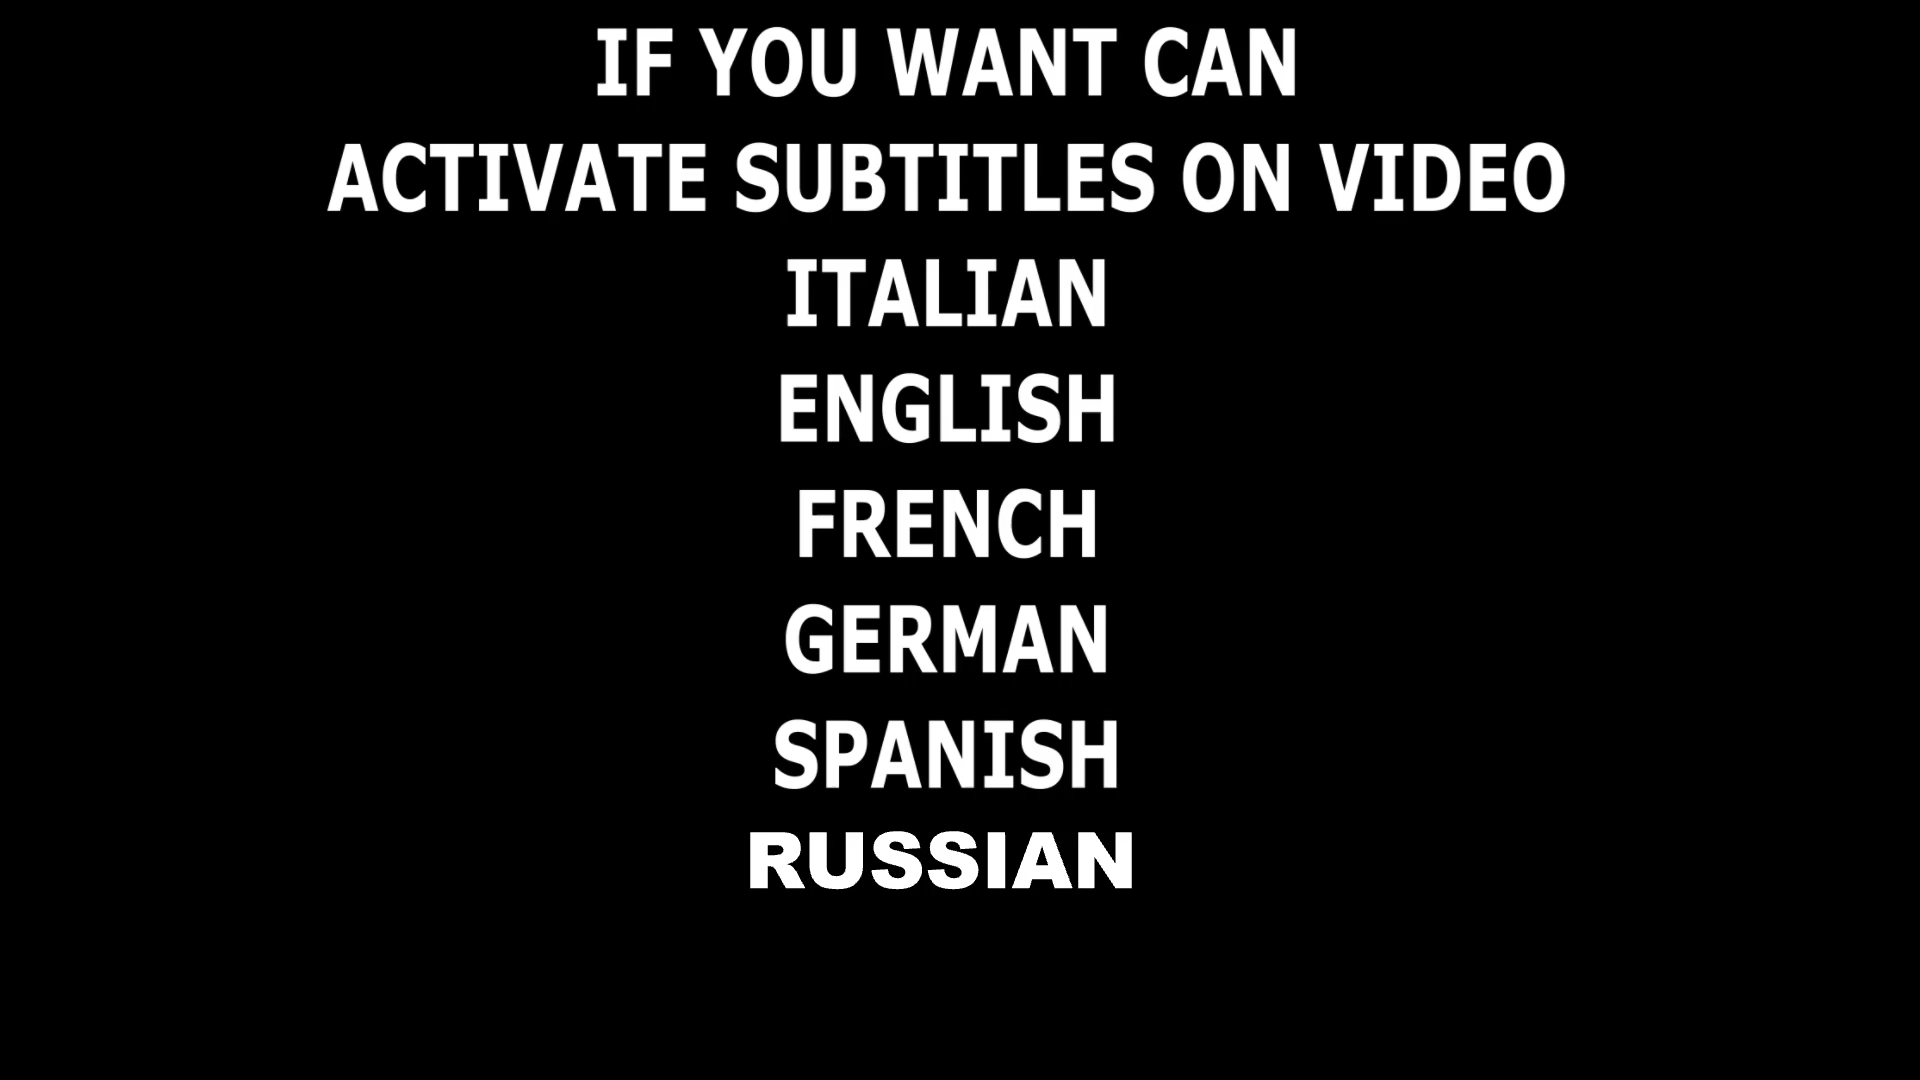 IF YOU WANT CAN
ACTIVATE SUBTITLES ON VIDEO
ITALIAN
ENGLISH
FRENCH
GERMAN
SPANISH
RUSSIAN